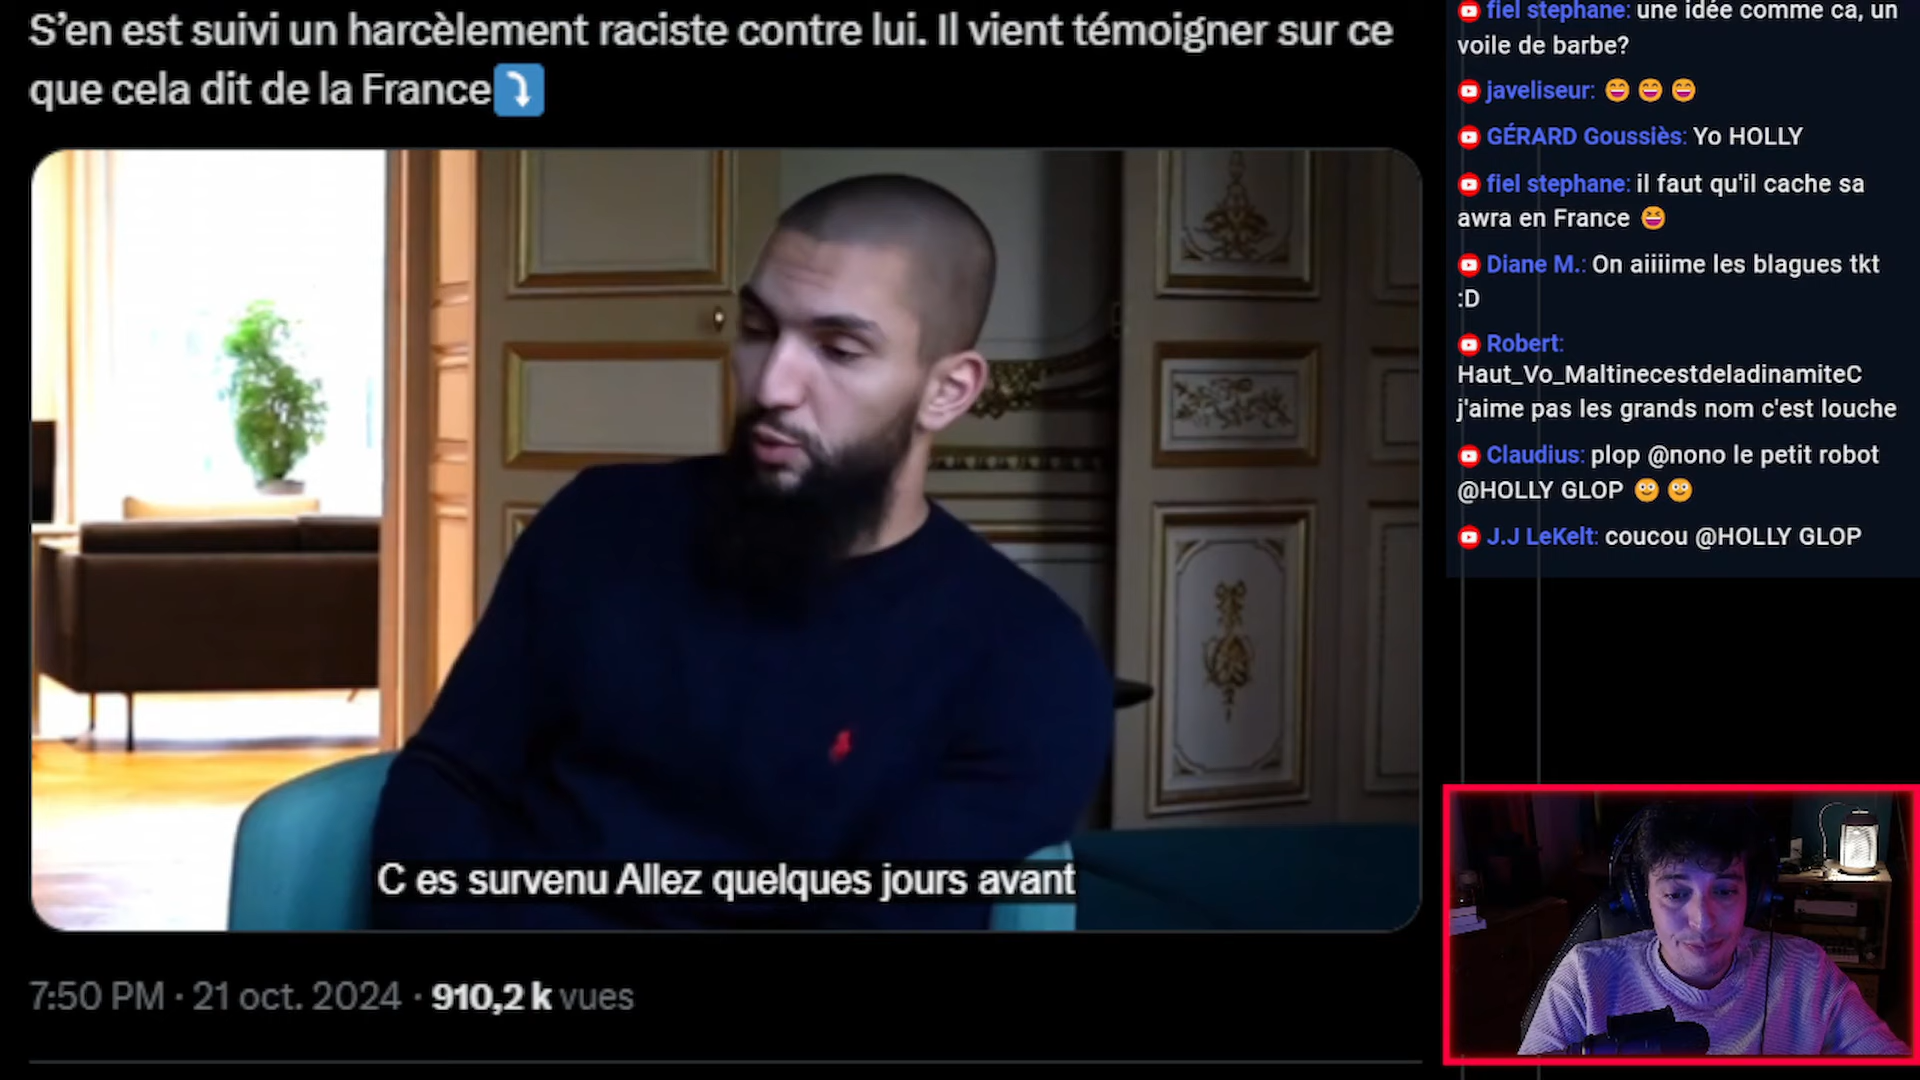 S’en est suivi un harcèlement raciste contre lui. Il vient témoigner sur ce
que cela dit de la France
C es survenu Allez quelques jours avant
7:50 PM · 21 oct. 2024 · 910,2 k vues
fiel stephane: une idée comme ca, un
voile de barbe?
javeliseur:
GÉRARD Goussiès: Yo HOLLY
fiel stephane: il faut qu'il cache sa
awra en France
Diane M.: On aiiiime les blagues tkt
:D
Robert:
Haut_Vo_MaltinecestdeladinamiteC
j'aime pas les grands nom c'est louche
Claudius: plop @nono le petit robot
@HOLLY GLOP
J.J LeKelt: coucou @HOLLY GLOP